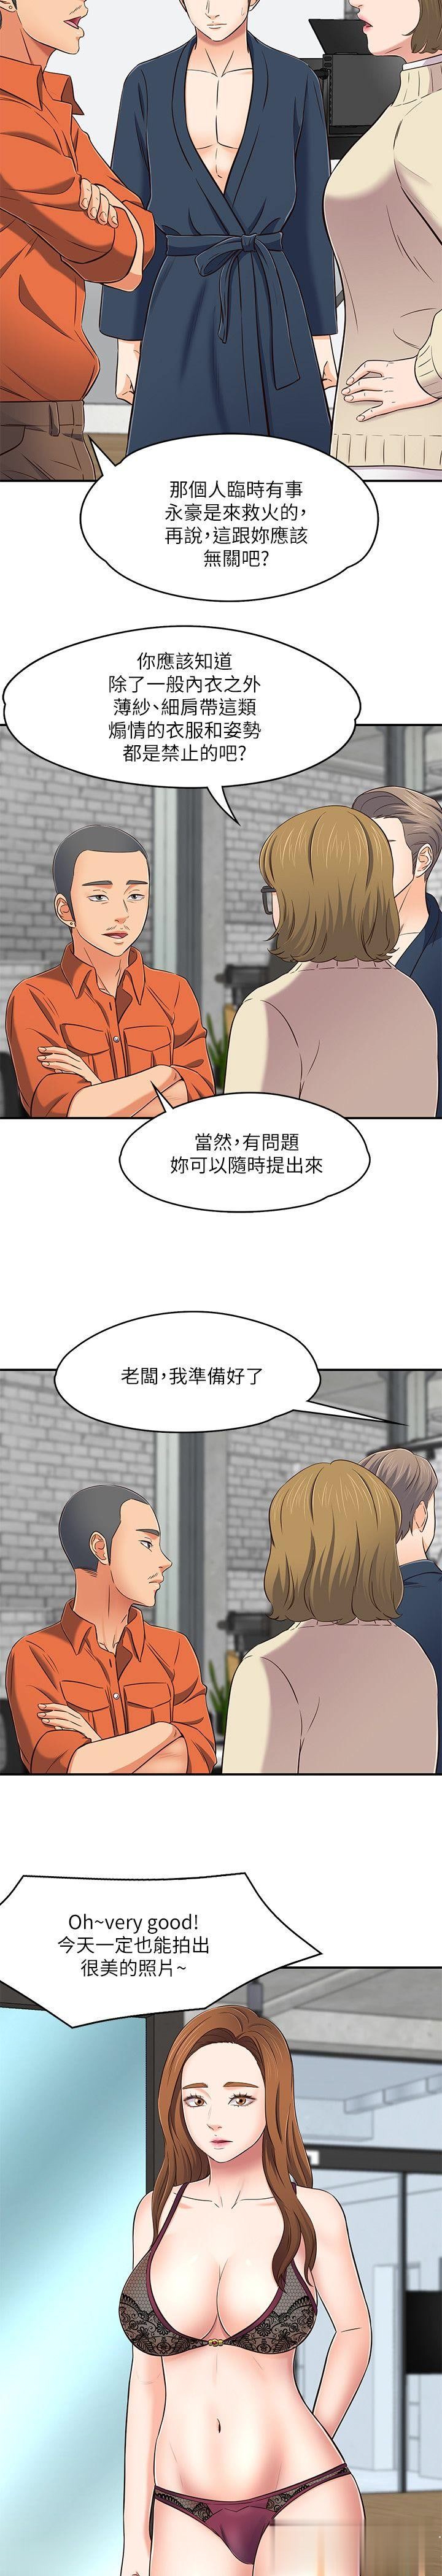 那個人臨時有事
永豪是來救火的，
再說，這跟妳應該
無關吧?
你應該知道
除了一般內衣之外
薄紗、細肩帶這類
煽情的衣服和姿勢
都是禁止的吧?
當然，有問題
妳可以隨時提出來
老闆，我準備好了
Oh~very good!
今天一定也能拍出
很美的照片~